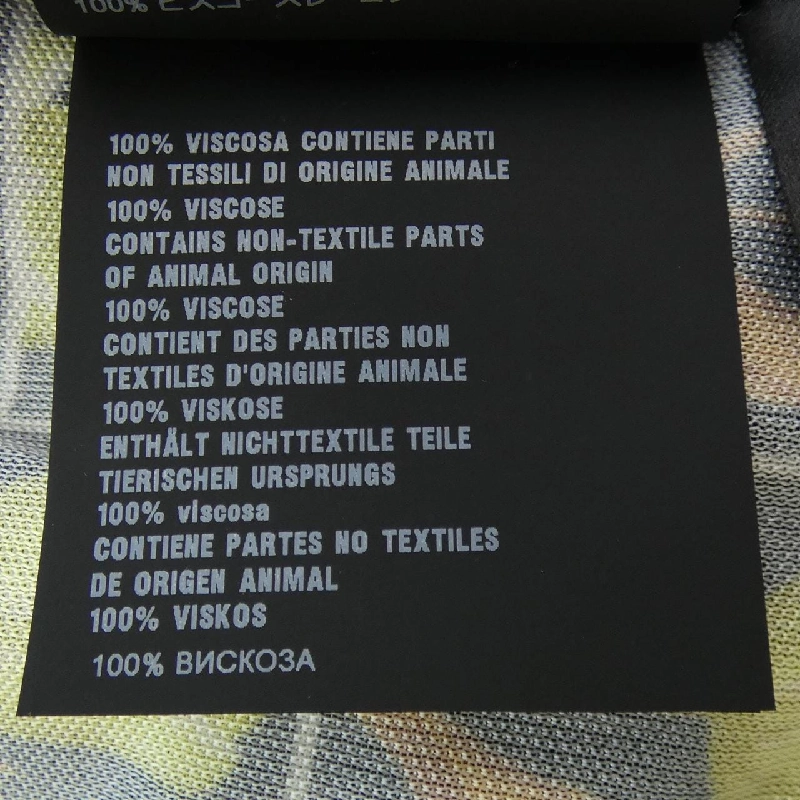 100%
100% VISCOSA CONTIENE PARTI
NON TESSILI DI ORIGINE ANIMALE
100% VISCOSE
CONTAINS NON-TEXTILE PARTS
OF ANIMAL ORIGIN
100% VISCOSE
CONTIENT DES PARTIES NON
TEXTILES D'ORIGINE ANIMALE
100% VISKOSE
ENTHÄLT NICHTTEXTILE TEILE
TIERISCHEN URSPRUNGS
100% viscosa
CONTIENE PARTES NO TEXTILES
DE ORIGEN ANIMAL
100% VISKOS
100% ВИСКОЗА